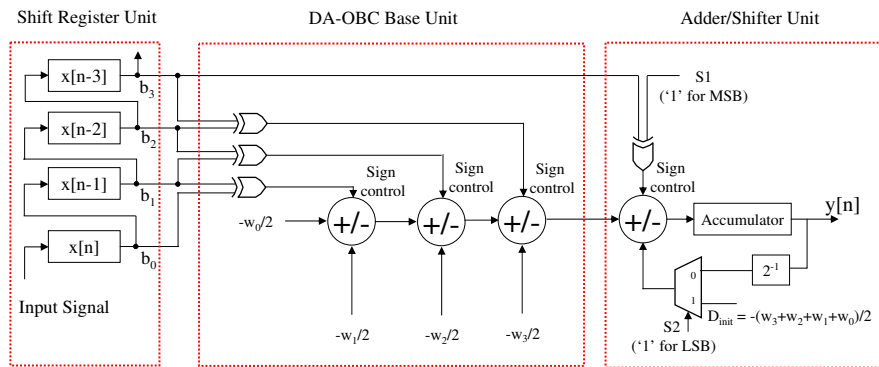 Shift Register Unit
DA-OBC Base Unit
Adder/Shifter Unit
x[n-3]
b3
S1
('1' for MSB)
x[n-2]
b2
x[n-1]
b1
Sign control
Sign control
Sign control
Sign control
-w0/2
+/-
+/-
+/-
+/-
Accumulator
y[n]
x[n]
b0
0
2-1
Input Signal
1
Dinit = -(w3+w2+w1+w0)/2
S2
('1' for LSB)
-w1/2
-w2/2
-w3/2